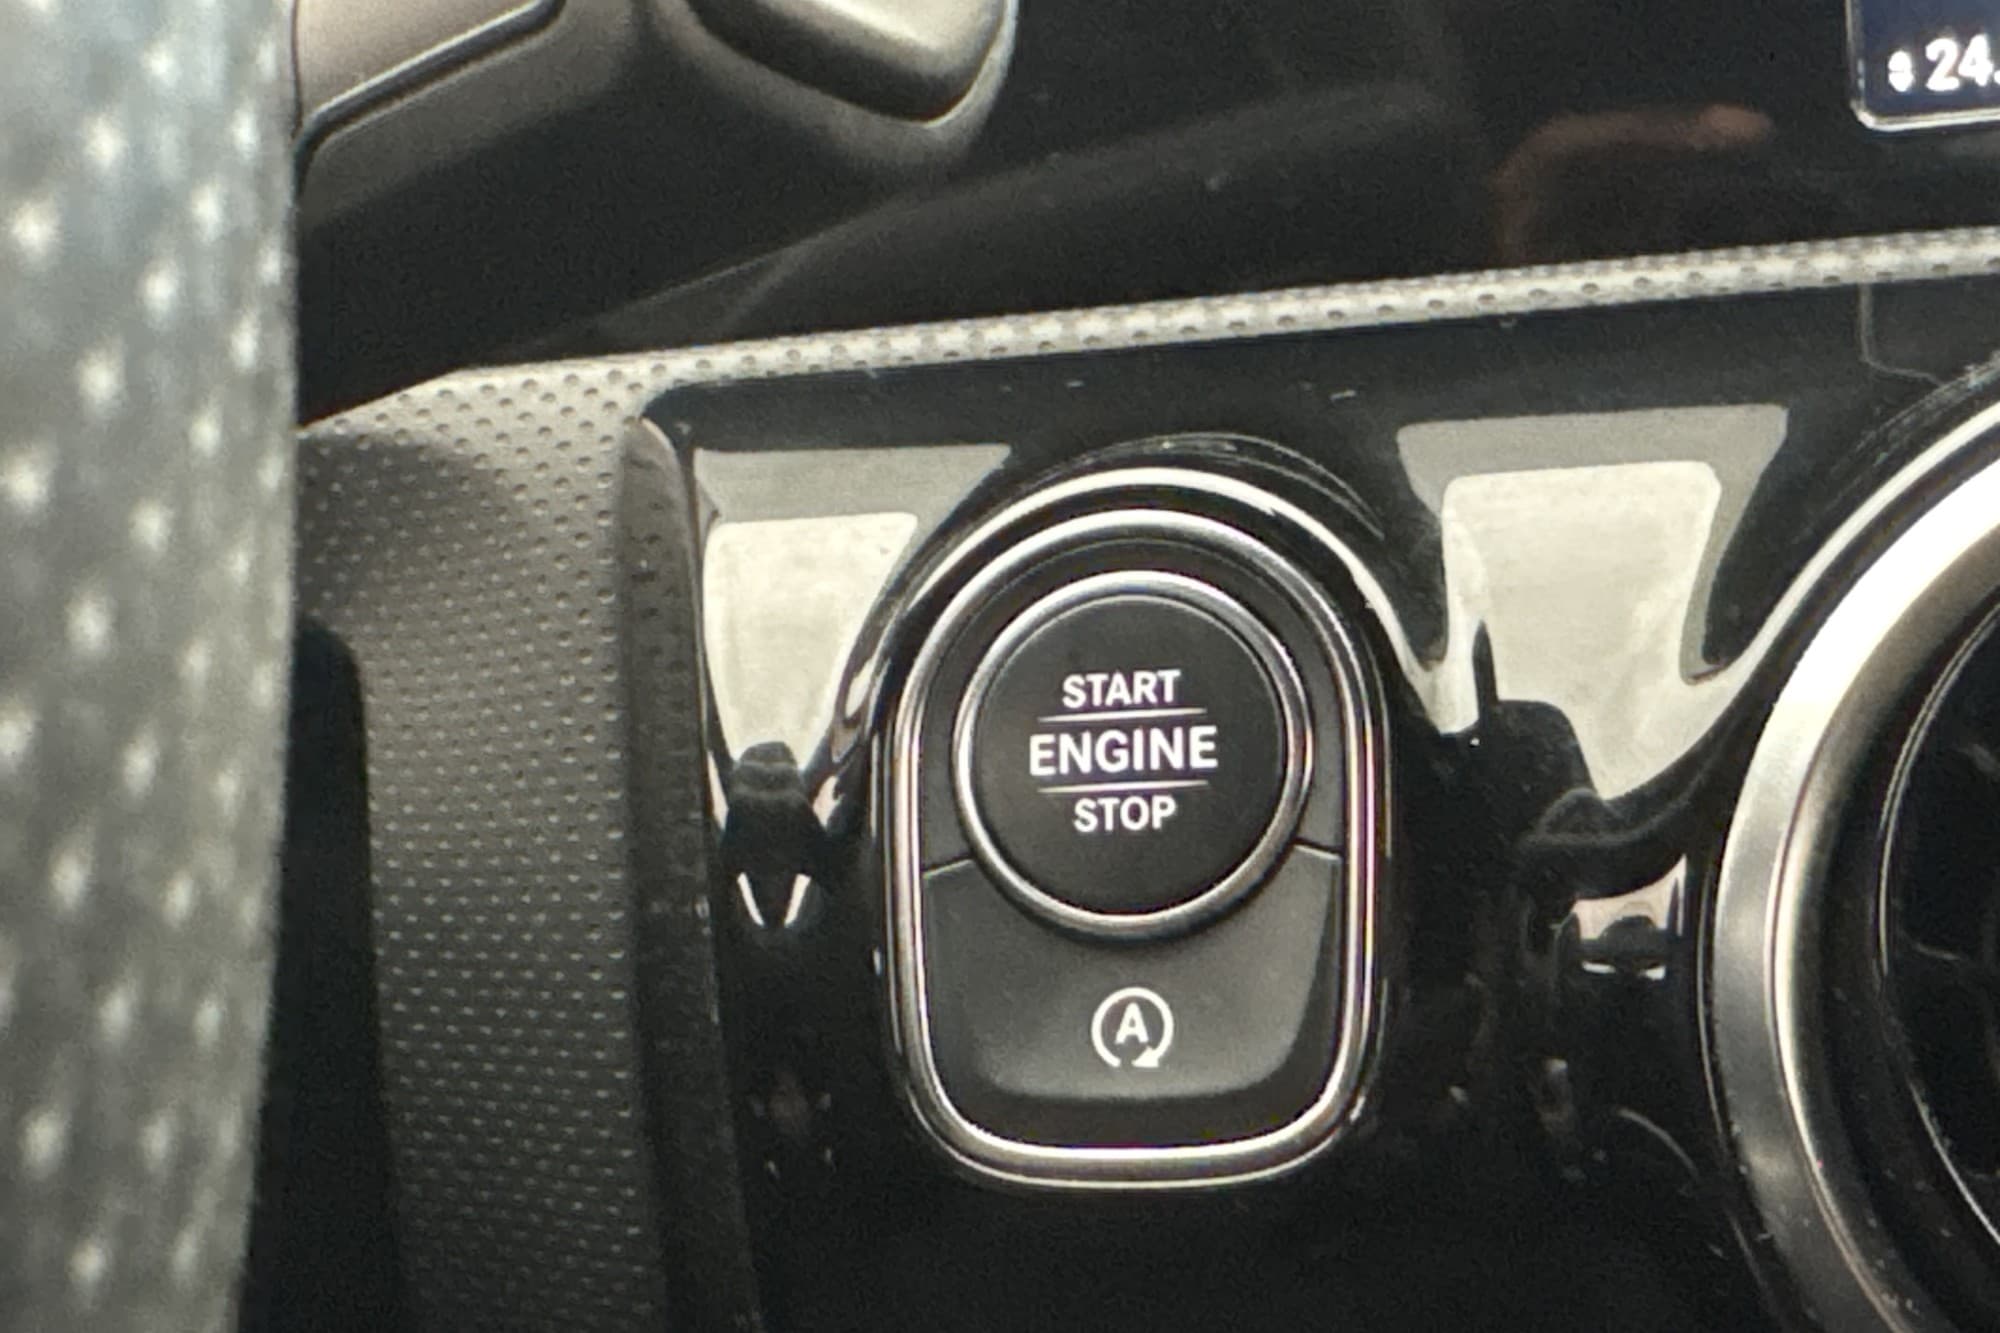 24.
START
ENGINE
STOP
A